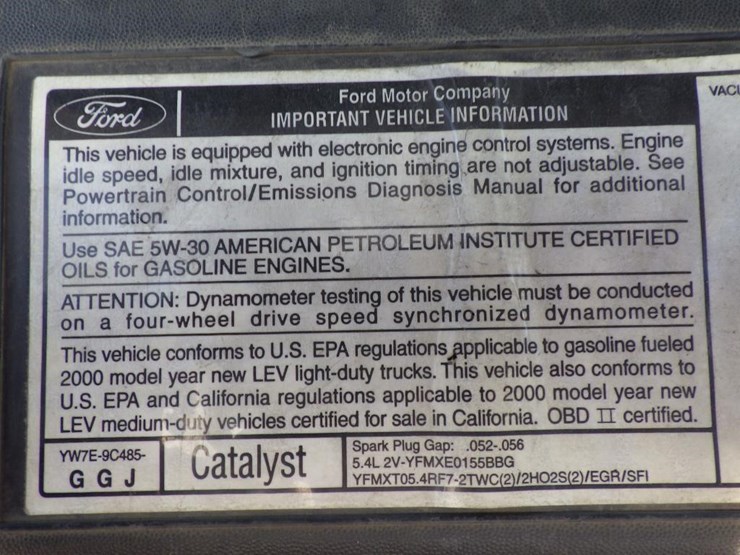 Ford
Ford Motor Company
IMPORTANT VEHICLE INFORMATION
VACU
This vehicle is equipped with electronic engine control systems. Engine
idle speed, idle mixture, and ignition timing are not adjustable. See
Powertrain Control/Emissions Diagnosis Manual for additional
information.
Use SAE 5W-30 AMERICAN PETROLEUM INSTITUTE CERTIFIED
OILS for GASOLINE ENGINES.
ATTENTION: Dynamometer testing of this vehicle must be conducted
on a four-wheel drive speed synchronized dynamometer.
This vehicle conforms to U.S. EPA regulations applicable to gasoline fueled
2000 model year new LEV light-duty trucks. This vehicle also conforms to
U.S. EPA and California regulations applicable to 2000 model year new
LEV medium-duty vehicles certified for sale in California. OBD II certified.
YW7E-9C485-
G G J
Catalyst
Spark Plug Gap: .052-.056
5.4L 2V-YFMXE0155BBG
YFMXT05.4RF7-2TWC(2)/2HO2S(2)/EGR/SFI